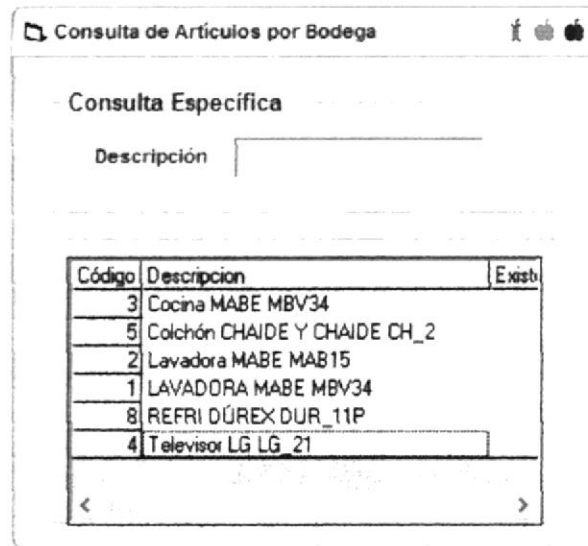 Consulta de Artículos por Bodega
Consulta Específica
Descripción
Código Descripcion Existi
3 Cocina MABE MBV34
5 Colchón CHAIDE Y CHAIDE CH_2
2 Lavadora MABE MAB15
1 LAVADORA MABE MBV34
8 REFRI DÚREX DUR_11P
4 Televisor LG LG_21